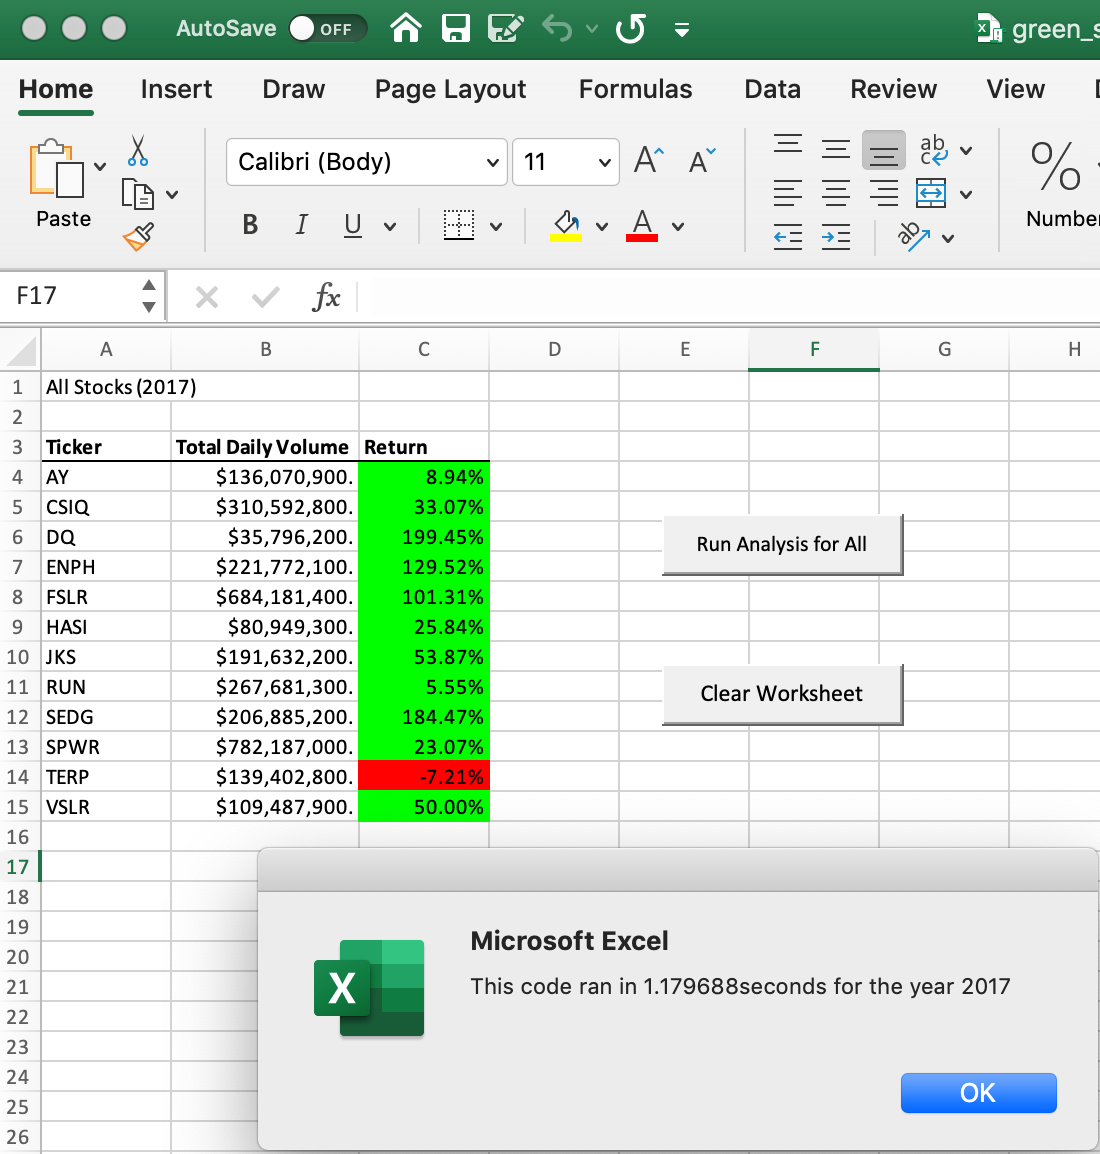 AutoSave OFF green_s
Home Insert Draw Page Layout Formulas Data Review View
Paste Calibri (Body) 11 A A ab c
B I U A ab % Number
F17 fx
A B C D E F G H
1 All Stocks (2017)
2
3 Ticker Total Daily Volume Return
4 AY $136,070,900. 8.94%
5 CSIQ $310,592,800. 33.07%
6 DQ $35,796,200. 199.45%
7 ENPH $221,772,100. 129.52%
8 FSLR $684,181,400. 101.31%
9 HASI $80,949,300. 25.84%
10 JKS $191,632,200. 53.87%
11 RUN $267,681,300. 5.55%
12 SEDG $206,885,200. 184.47%
13 SPWR $782,187,000. 23.07%
14 TERP $139,402,800. -7.21%
15 VSLR $109,487,900. 50.00%
Run Analysis for All
Clear Worksheet
16
17
18
19
20
21
22
23
24
25
26
Microsoft Excel
X This code ran in 1.179688seconds for the year 2017
OK